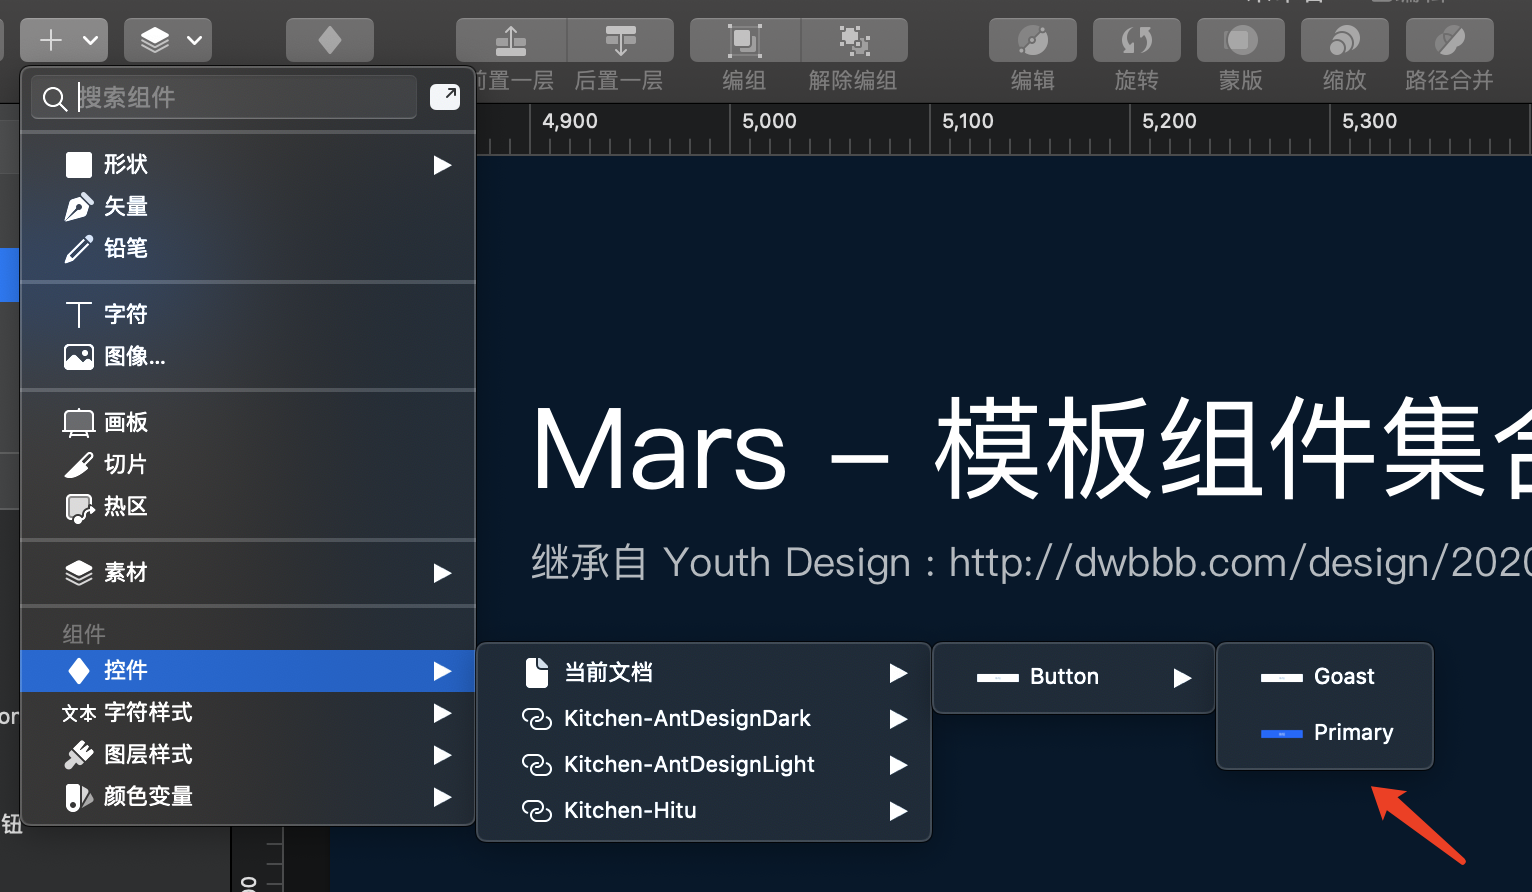 前置一层
后置一层
编组
解除编组
编辑
旋转
蒙版
缩放
路径合并
搜索组件
4,900
5,000
5,100
5,200
5,300
形状
矢量
铅笔
字符
图像...
画板
切片
热区
素材
组件
控件
字符样式
文本
图层样式
颜色变量
Mars – 模板组件集合
继承自 Youth Design : http://dwbbb.com/design/2020
当前文档
Kitchen-AntDesignDark
Kitchen-AntDesignLight
Kitchen-Hitu
Button
Goast
Primary
or
钮